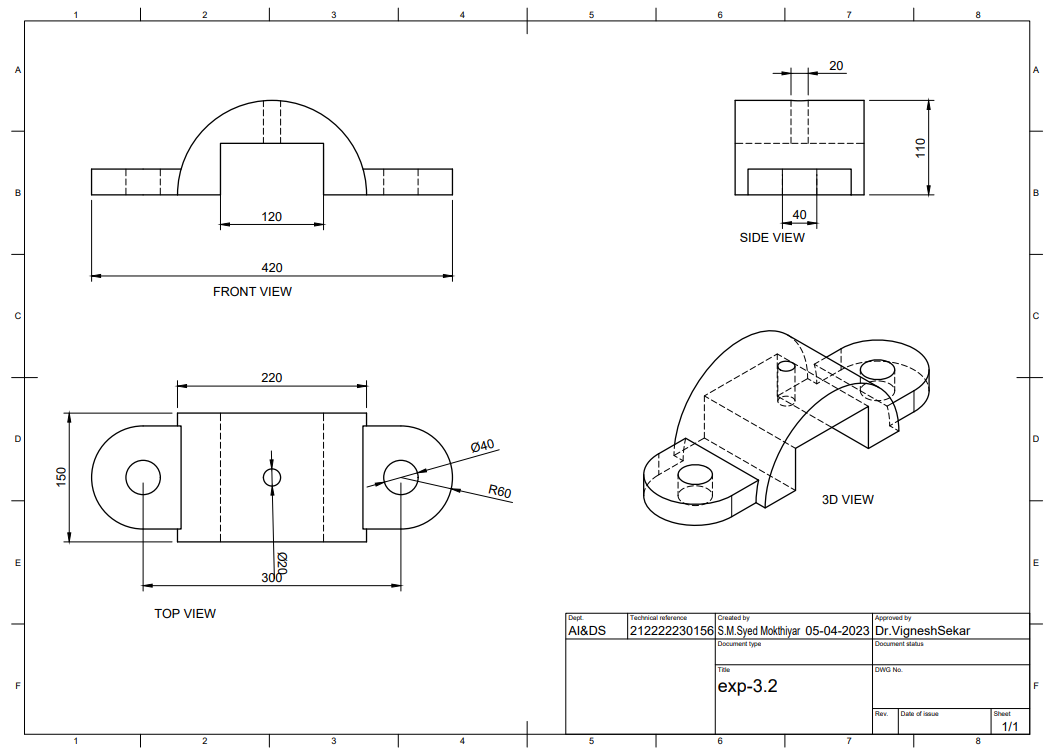 1 2 3 4 5 6 7 8
A A
20
110
B B
120
40
SIDE VIEW
420
FRONT VIEW
C C
220
D D
Ø40
150
R60
3D VIEW
Ø20
E E
300
TOP VIEW
Dept. Technical reference Created by Approved by
AI&DS 212222230156 S.M.Syed Mokthiyar 05-04-2023 Dr.VigneshSekar
Document type Document status
Title DWG No.
exp-3.2
F F
Rev. Date of issue Sheet
1/1
1 2 3 4 5 6 7 8